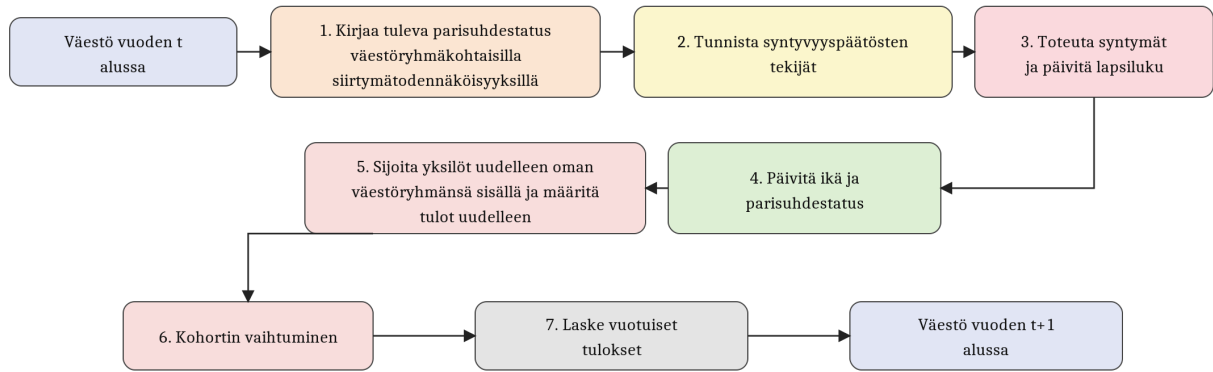 Väestö vuoden t
alussa
1. Kirjaa tuleva parisuhdestatus
väestöryhmäkohtaisilla
siirtymätodennäköisyyksillä
2. Tunnista syntyvyyspäätösten
tekijät
3. Toteuta syntymät
ja päivitä lapsiluku
4. Päivitä ikä ja
parisuhdestatus
5. Sijoita yksilöt uudelleen oman
väestöryhmänsä sisällä ja määritä
tulot uudelleen
6. Kohortin vaihtuminen
7. Laske vuotuiset
tulokset
Väestö vuoden t+1
alussa